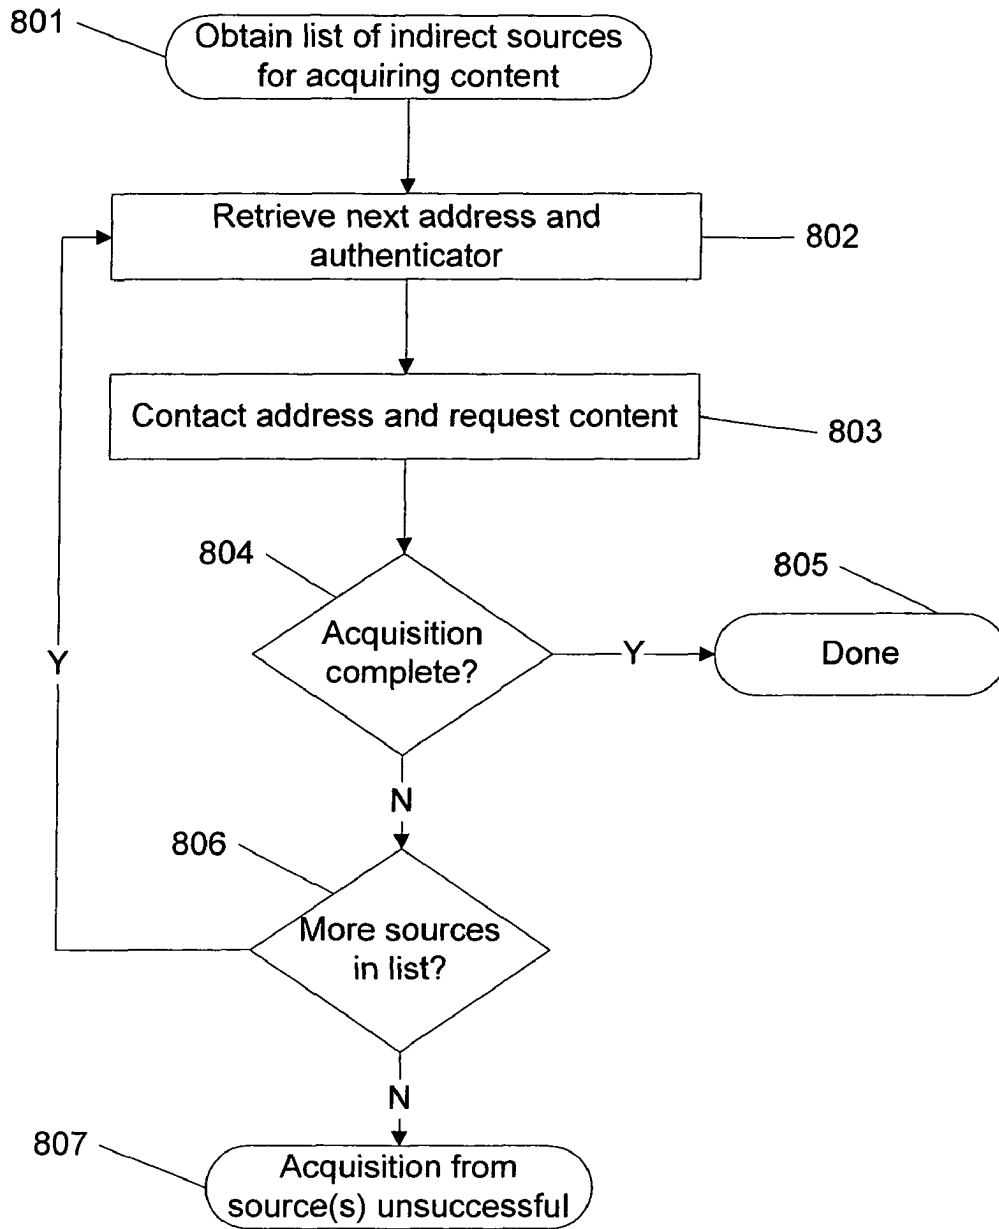 801
Obtain list of indirect sources
for acquiring content
Retrieve next address and
authenticator
802
Contact address and request content
803
804
Acquisition
complete?
Y
805
Done
Y
N
806
More sources
in list?
N
807
Acquisition from
source(s) unsuccessful